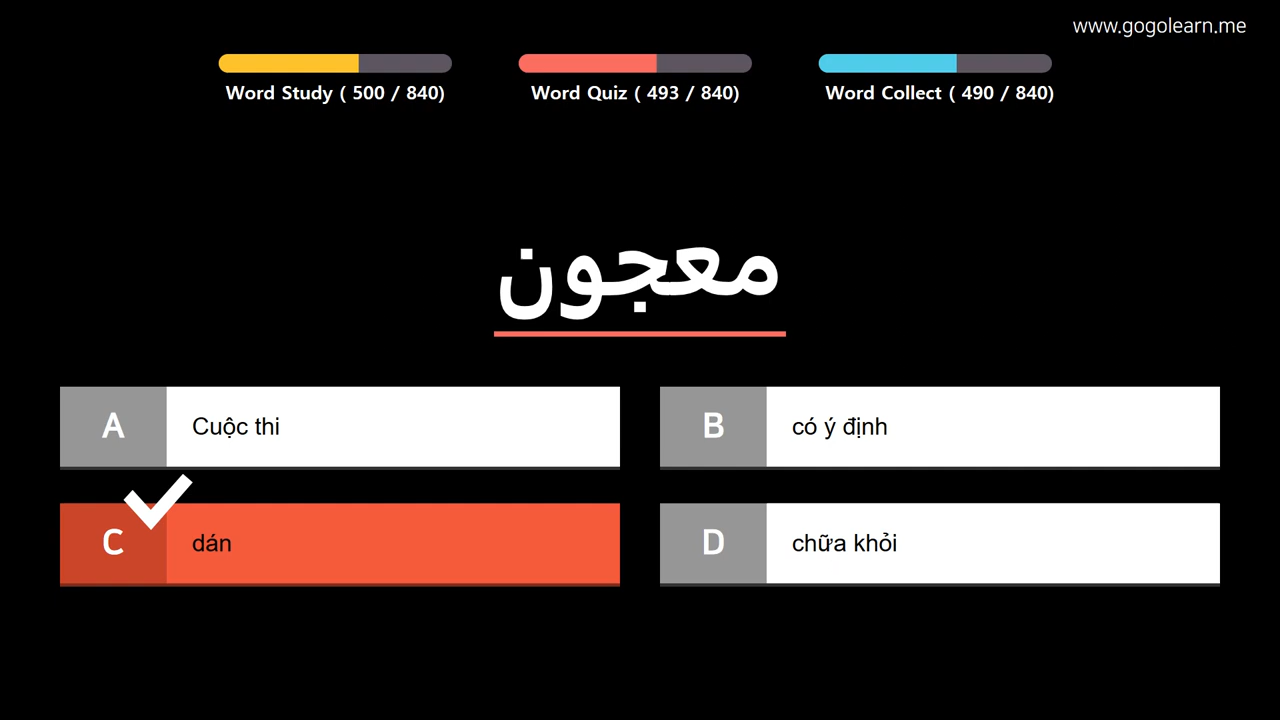 www.gogolearn.me
Word Study ( 500 / 840)
Word Quiz ( 493 / 840)
Word Collect ( 490 / 840)
معجون
A
Cuộc thi
B
có ý định
C
dán
D
chữa khỏi